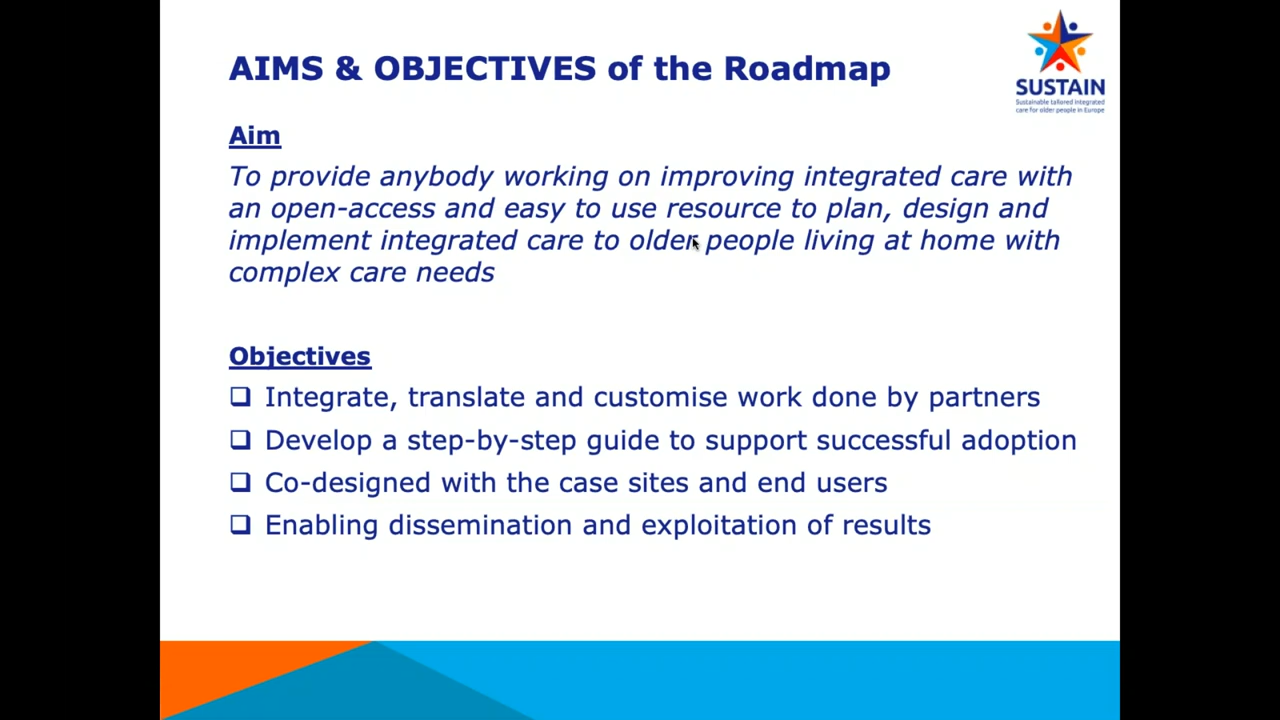 AIMS & OBJECTIVES of the Roadmap
SUSTAIN
Sustainable tailored integrated
care for older people in Europe
Aim
To provide anybody working on improving integrated care with
an open-access and easy to use resource to plan, design and
implement integrated care to older people living at home with
complex care needs
Objectives
Integrate, translate and customise work done by partners
Develop a step-by-step guide to support successful adoption
Co-designed with the case sites and end users
Enabling dissemination and exploitation of results